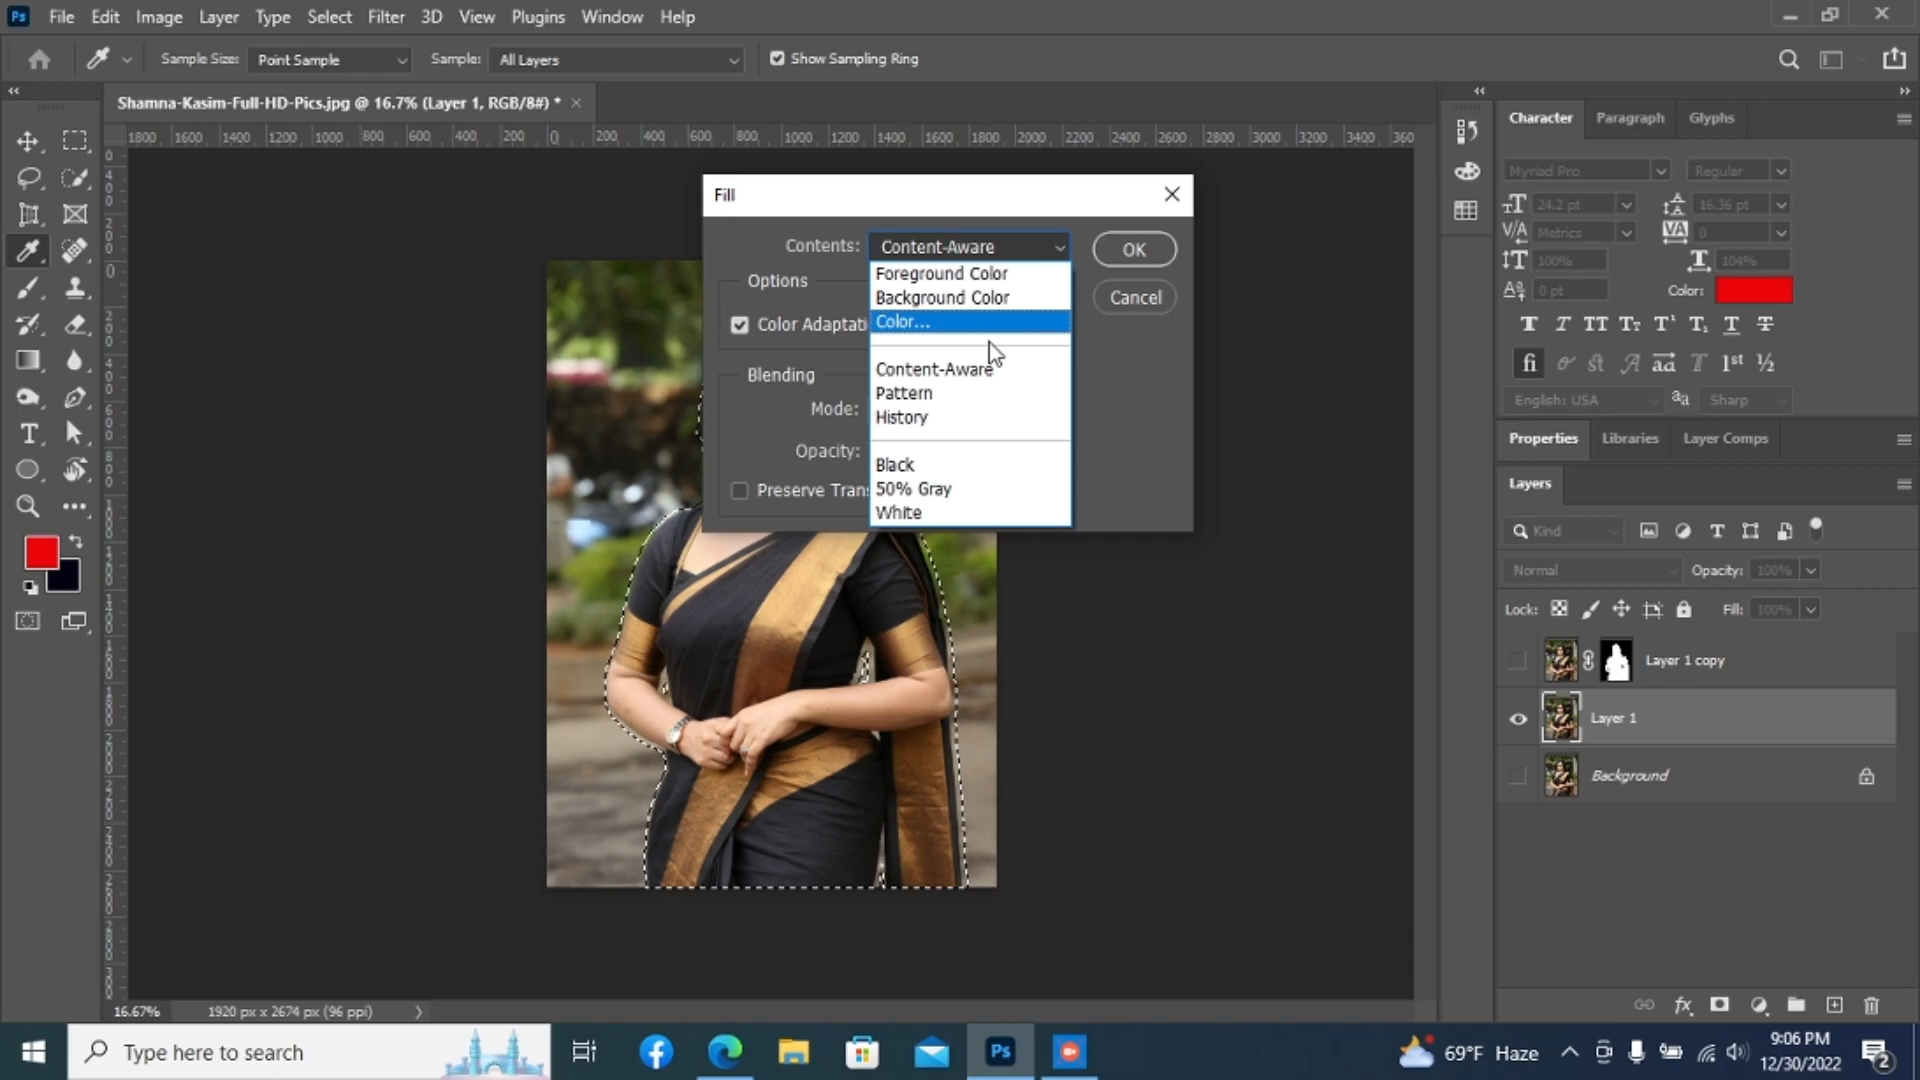 Ps File Edit Image Layer Type Select Filter 3D View Plugins Window Help
Sample Size: Point Sample Sample: All Layers Show Sampling Ring
Shamna-Kasim-Full-HD-Pics.jpg @ 16.7% (Layer 1, RGB/8#) *
1800 1600 1400 1200 1000 800 600 400 200 0 200 400 600 800 1000 1200 1400 1600 1800 2000 2200 2400 2600 2800 3000 3200 3400 360
Fill
Contents: Content-Aware
OK
Foreground Color
Background Color
Color...
Content-Aware
Pattern
History
Black
50% Gray
White
Options
Color Adaptati
Cancel
Blending
Mode:
Opacity:
Preserve Trans
Character Paragraph Glyphs
Myriad Pro Regular
24.2 pt 16.36 pt
Metrics 0
100% 104%
0 pt Color:
English: USA Sharp
Properties Libraries Layer Comps
Layers
Kind
Normal Opacity: 100%
Lock: Fill: 100%
Layer 1 copy
Layer 1
Background
16.67% 1920 px x 2674 px (96 ppi)
Type here to search
Ps
69°F Haze
9:06 PM
12/30/2022
2